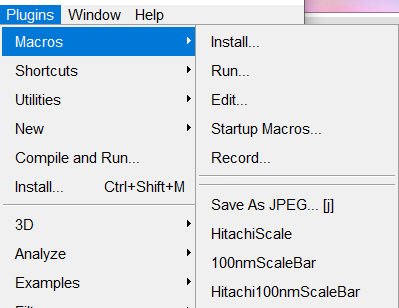 Plugins Window Help
Macros
Shortcuts
Utilities
New
Compile and Run...
Install... Ctrl+Shift+M
3D
Analyze
Examples
Install...
Run...
Edit...
Startup Macros...
Record...
Save As JPEG... [j]
HitachiScale
100nmScaleBar
Hitachi100nmScaleBar